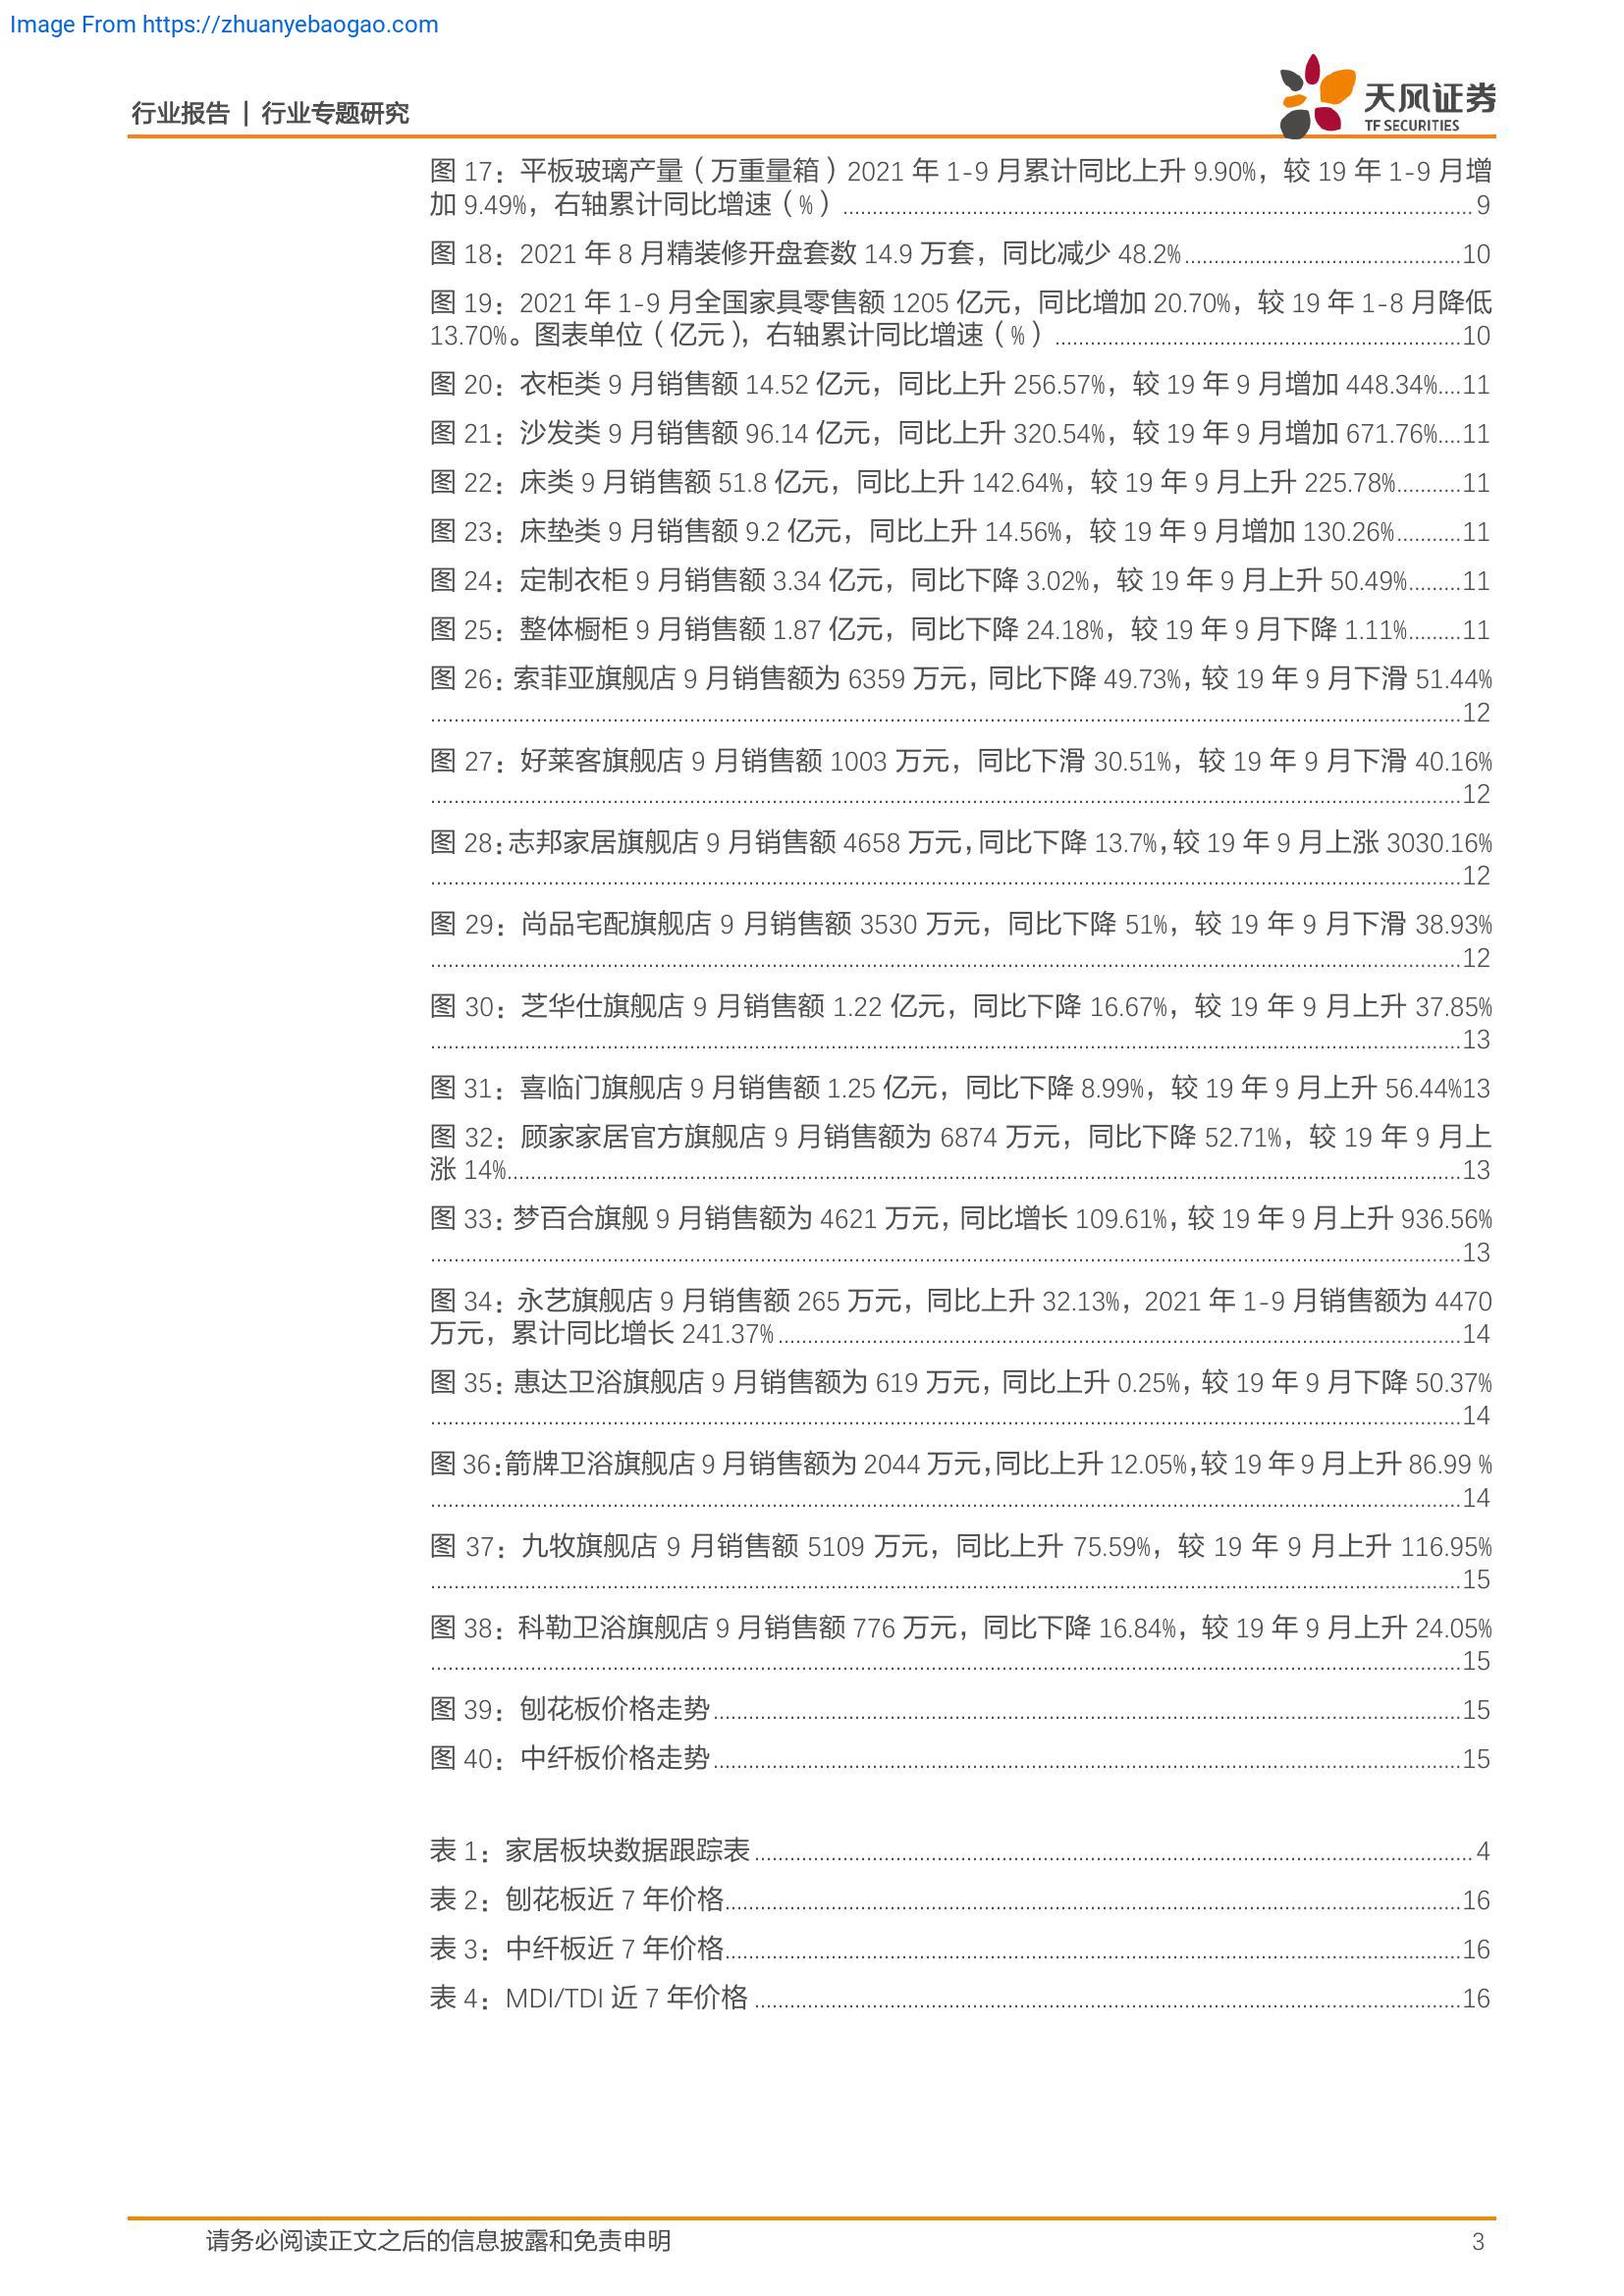 Image From https://zhuanyebaogao.com
行业报告 | 行业专题研究
天风证券
TF SECURITIES
图 17：平板玻璃产量（万重量箱）2021 年 1-9 月累计同比上升 9.90%，较 19 年 1-9 月增
加 9.49%，右轴累计同比增速（%）...............9
图 18：2021 年 8 月精装修开盘套数 14.9 万套，同比减少 48.2%...............10
图 19：2021 年 1-9 月全国家具零售额 1205 亿元，同比增加 20.70%，较 19 年 1-8 月降低
13.70%。图表单位（亿元），右轴累计同比增速（%）...............10
图 20：衣柜类 9 月销售额 14.52 亿元，同比上升 256.57%，较 19 年 9 月增加 448.34%....11
图 21：沙发类 9 月销售额 96.14 亿元，同比上升 320.54%，较 19 年 9 月增加 671.76%....11
图 22：床类 9 月销售额 51.8 亿元，同比上升 142.64%，较 19 年 9 月上升 225.78%...........11
图 23：床垫类 9 月销售额 9.2 亿元，同比上升 14.56%，较 19 年 9 月增加 130.26%...........11
图 24：定制衣柜 9 月销售额 3.34 亿元，同比下降 3.02%，较 19 年 9 月上升 50.49%.........11
图 25：整体橱柜 9 月销售额 1.87 亿元，同比下降 24.18%，较 19 年 9 月下降 1.11%.........11
图 26：索菲亚旗舰店 9 月销售额为 6359 万元，同比下降 49.73%，较 19 年 9 月下滑 51.44%
...............12
图 27：好莱客旗舰店 9 月销售额 1003 万元，同比下滑 30.51%，较 19 年 9 月下滑 40.16%
...............12
图 28：志邦家居旗舰店 9 月销售额 4658 万元，同比下降 13.7%，较 19 年 9 月上涨 3030.16%
...............12
图 29：尚品宅配旗舰店 9 月销售额 3530 万元，同比下降 51%，较 19 年 9 月下滑 38.93%
...............12
图 30：芝华仕旗舰店 9 月销售额 1.22 亿元，同比下降 16.67%，较 19 年 9 月上升 37.85%
...............13
图 31：喜临门旗舰店 9 月销售额 1.25 亿元，同比下降 8.99%，较 19 年 9 月上升 56.44%13
图 32：顾家家居官方旗舰店 9 月销售额为 6874 万元，同比下降 52.71%，较 19 年 9 月上
涨 14%...............13
图 33：梦百合旗舰 9 月销售额为 4621 万元，同比增长 109.61%，较 19 年 9 月上升 936.56%
...............13
图 34：永艺旗舰店 9 月销售额 265 万元，同比上升 32.13%，2021 年 1-9 月销售额为 4470
万元，累计同比增长 241.37%...............14
图 35：惠达卫浴旗舰店 9 月销售额为 619 万元，同比上升 0.25%，较 19 年 9 月下降 50.37%
...............14
图 36：箭牌卫浴旗舰店 9 月销售额为 2044 万元，同比上升 12.05%，较 19 年 9 月上升 86.99 %
...............14
图 37：九牧旗舰店 9 月销售额 5109 万元，同比上升 75.59%，较 19 年 9 月上升 116.95%
...............15
图 38：科勒卫浴旗舰店 9 月销售额 776 万元，同比下降 16.84%，较 19 年 9 月上升 24.05%
...............15
图 39：刨花板价格走势...............15
图 40：中纤板价格走势...............15
表 1：家居板块数据跟踪表...............4
表 2：刨花板近 7 年价格...............16
表 3：中纤板近 7 年价格...............16
表 4：MDI/TDI 近 7 年价格...............16
请务必阅读正文之后的信息披露和免责申明
3